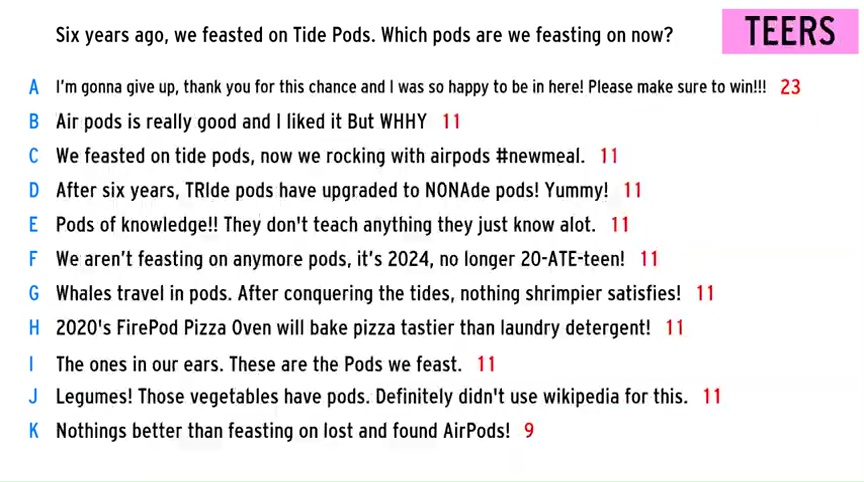 Six years ago, we feasted on Tide Pods. Which pods are we feasting on now?
TEERS
A I'm gonna give up, thank you for this chance and I was so happy to be in here! Please make sure to win!!! 23
B Air pods is really good and I liked it But WHHY 11
C We feasted on tide pods, now we rocking with airpods #newmeal. 11
D After six years, TRIde pods have upgraded to NONAde pods! Yummy! 11
E Pods of knowledge!! They don't teach anything they just know alot. 11
F We aren't feasting on anymore pods, it's 2024, no longer 20-ATE-teen! 11
G Whales travel in pods. After conquering the tides, nothing shrimpier satisfies! 11
H 2020's FirePod Pizza Oven will bake pizza tastier than laundry detergent! 11
I The ones in our ears. These are the Pods we feast. 11
J Legumes! Those vegetables have pods. Definitely didn't use wikipedia for this. 11
K Nothings better than feasting on lost and found AirPods! 9